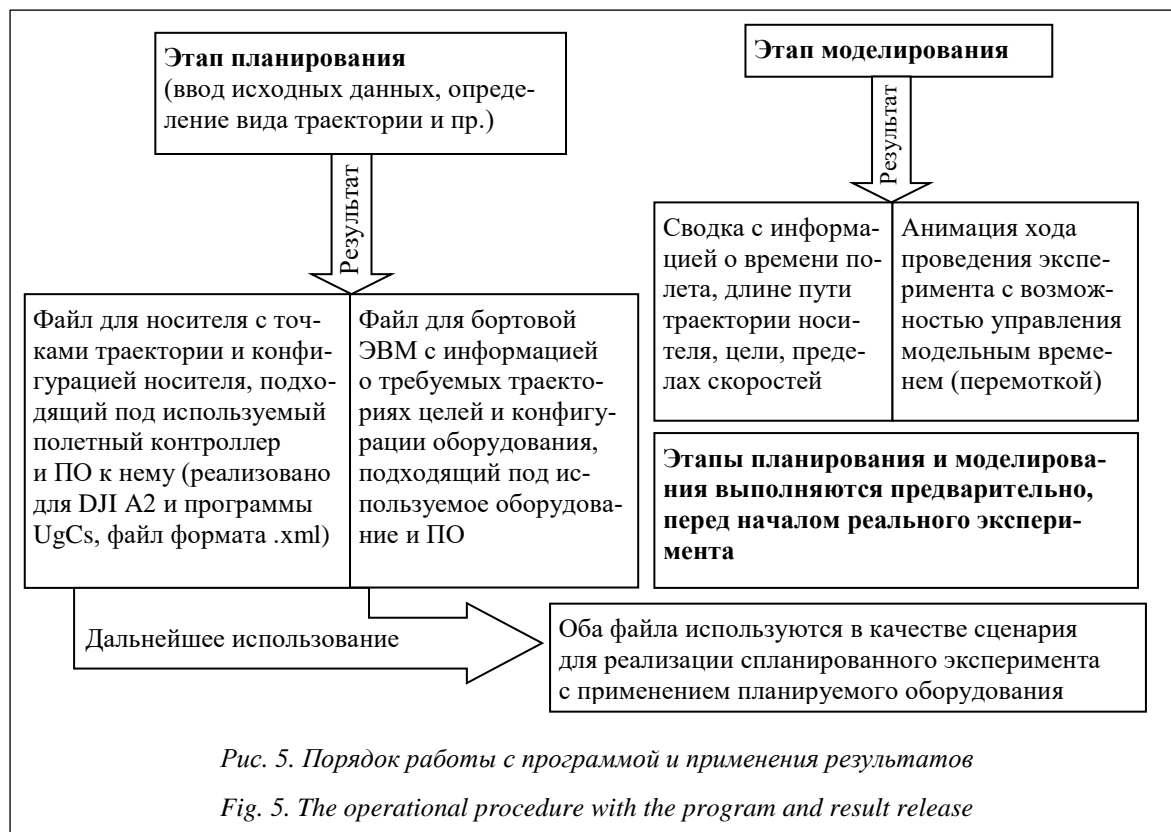 Этап планирования
(ввод исходных данных, опреде-
ление вида траектории и пр.)
Результат
Файл для носителя с точ-
ками траектории и конфи-
гурацией носителя, подхо-
дящий под используемый
полетный контроллер
и ПО к нему (реализовано
для DJI A2 и программы
UgCs, файл формата .xml)
Файл для бортовой
ЭВМ с информацией
о требуемых траекто-
риях целей и конфигу-
рации оборудования,
подходящий под ис-
пользуемое оборудова-
ние и ПО
Этап моделирования
Результат
Сводка с информа-
цией о времени по-
лета, длине пути
траектории носи-
теля, цели, преде-
лах скоростей
Анимация хода
проведения экспе-
римента с возмож-
ностью управления
модельным време-
нем (перемоткой)
Этапы планирования и моделирова-
ния выполняются предварительно,
перед началом реального экспери-
мента
Дальнейшее использование
Оба файла используются в качестве сценария
для реализации спланированного эксперимента
с применением планируемого оборудования
Рис. 5. Порядок работы с программой и применения результатов
Fig. 5. The operational procedure with the program and result release